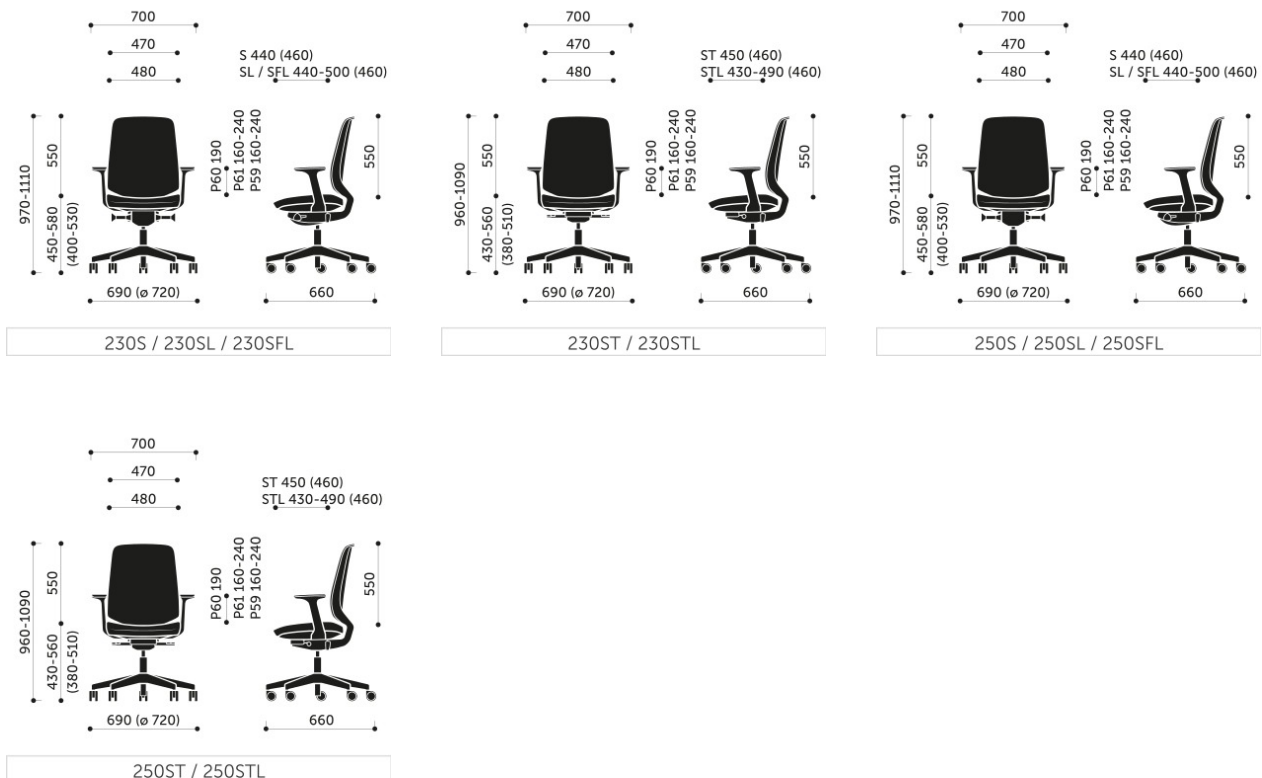 700
470
480
S 440 (460)
SL / SFL 440-500 (460)
970-1110
550
450-580
(400-530)
P60 190
P61 160-240
P59 160-240
550
690 (ø 720)
660
230S / 230SL / 230SFL
700
470
480
ST 450 (460)
STL 430-490 (460)
960-1090
550
430-560
(380-510)
P60 190
P61 160-240
P59 160-240
550
690 (ø 720)
660
230ST / 230STL
700
470
480
S 440 (460)
SL / SFL 440-500 (460)
970-1110
550
450-580
(400-530)
P60 190
P61 160-240
P59 160-240
550
690 (ø 720)
660
250S / 250SL / 250SFL
700
470
480
ST 450 (460)
STL 430-490 (460)
960-1090
550
430-560
(380-510)
P60 190
P61 160-240
P59 160-240
550
690 (ø 720)
660
250ST / 250STL